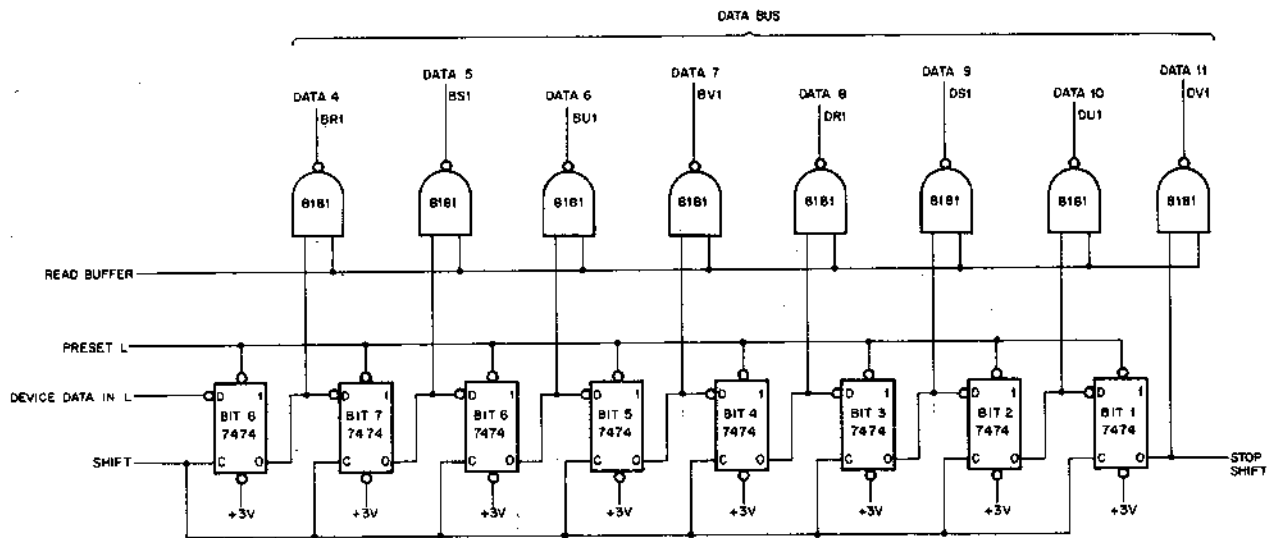 DATA BUS
DATA 4
BR1
DATA 5
BS1
DATA 6
BU1
DATA 7
BV1
DATA 8
DR1
DATA 9
DS1
DATA 10
DU1
DATA 11
DV1
8181 8181 8181 8181 8181 8181 8181 8181
READ BUFFER
PRESET L
DEVICE DATA IN L
D 1 D 1 D 1 D 1 D 1 D 1 D 1 D 1
BIT 6 BIT 7 BIT 6 BIT 5 BIT 4 BIT 3 BIT 2 BIT 1
7474 7474 7474 7474 7474 7474 7474 7474
SHIFT
C 0 C 0 C 0 C 0 C 0 C 0 C 0 C 0
STOP
SHIFT
+3V +3V +3V +3V +3V +3V +3V +3V